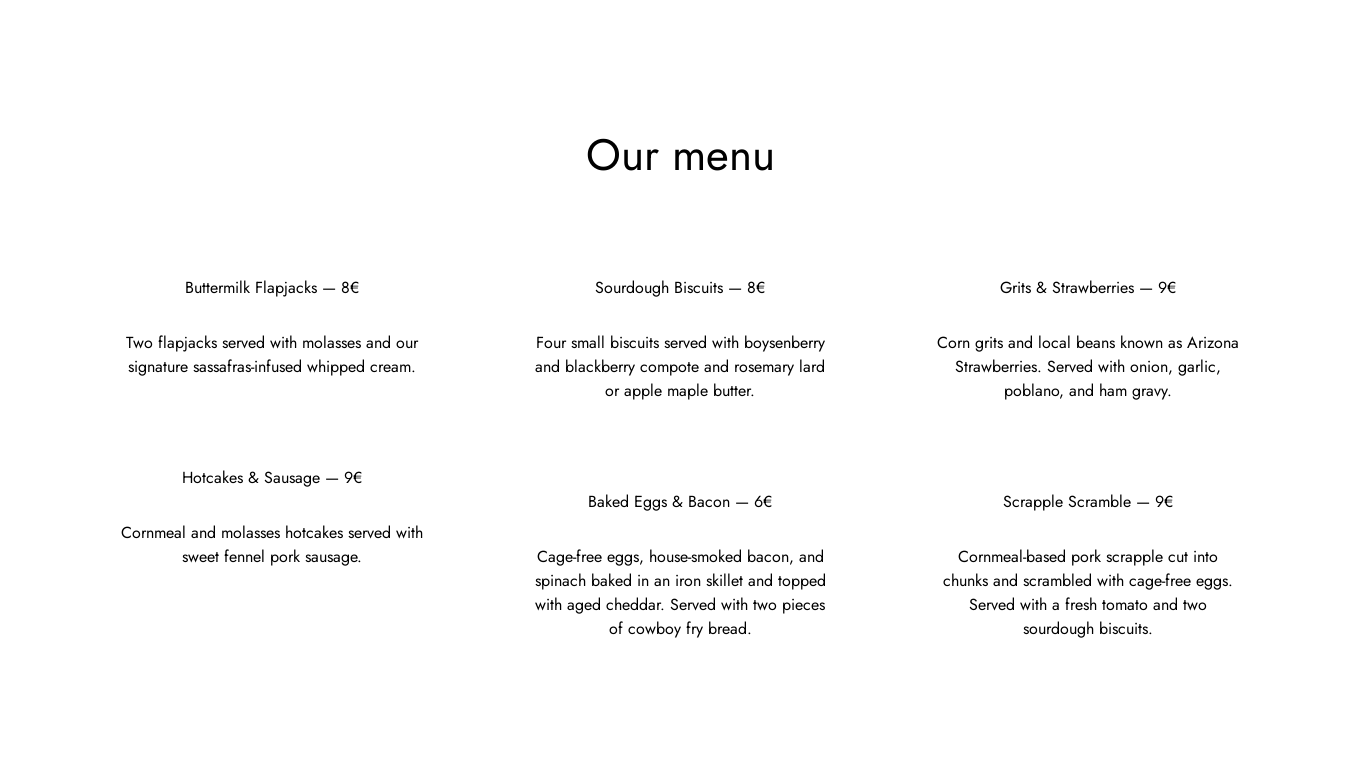 Our menu
Buttermilk Flapjacks — 8€
Two flapjacks served with molasses and our
signature sassafras-infused whipped cream.
Hotcakes & Sausage — 9€
Cornmeal and molasses hotcakes served with
sweet fennel pork sausage.
Sourdough Biscuits — 8€
Four small biscuits served with boysenberry
and blackberry compote and rosemary lard
or apple maple butter.
Baked Eggs & Bacon — 6€
Cage-free eggs, house-smoked bacon, and
spinach baked in an iron skillet and topped
with aged cheddar. Served with two pieces
of cowboy fry bread.
Grits & Strawberries — 9€
Corn grits and local beans known as Arizona
Strawberries. Served with onion, garlic,
poblano, and ham gravy.
Scrapple Scramble — 9€
Cornmeal-based pork scrapple cut into
chunks and scrambled with cage-free eggs.
Served with a fresh tomato and two
sourdough biscuits.